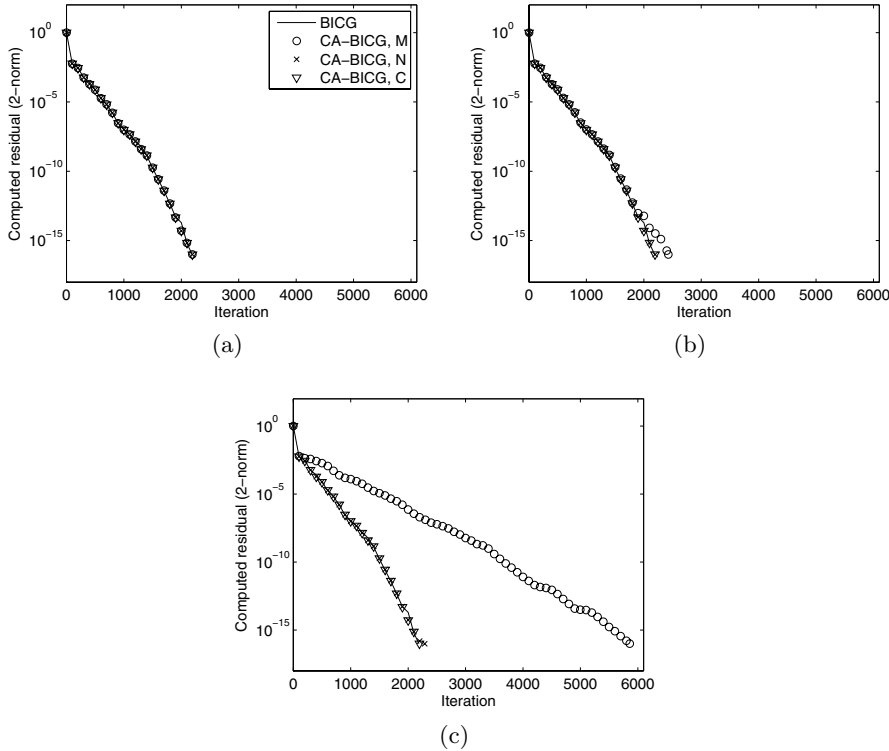 BICG
CA-BICG, M
CA-BICG, N
CA-BICG, C
Computed residual (2-norm)
10^0
10^-5
10^-10
10^-15
0 1000 2000 3000 4000 5000 6000
Iteration
(a)
Computed residual (2-norm)
10^0
10^-5
10^-10
10^-15
0 1000 2000 3000 4000 5000 6000
Iteration
(b)
Computed residual (2-norm)
10^0
10^-5
10^-10
10^-15
0 1000 2000 3000 4000 5000 6000
Iteration
(c)